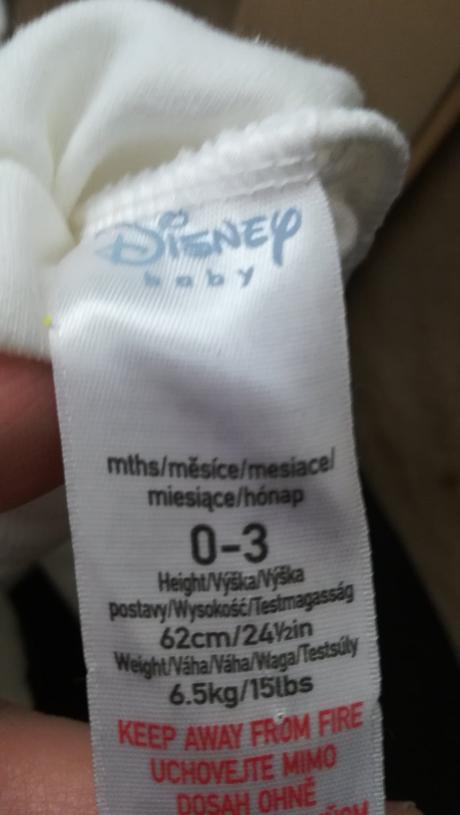 Disney
baby
mths/měsíce/mesiace/
miesiące/hónap
0-3
Height/Výška/Výška
postavy/Wysokość/Testmagasság
62cm/24½in
Weight/Váha/Váha/Waga/Testsúly
6.5kg/15lbs
KEEP AWAY FROM FIRE
UCHOVEJTE MIMO
DOSAH OHNĚ